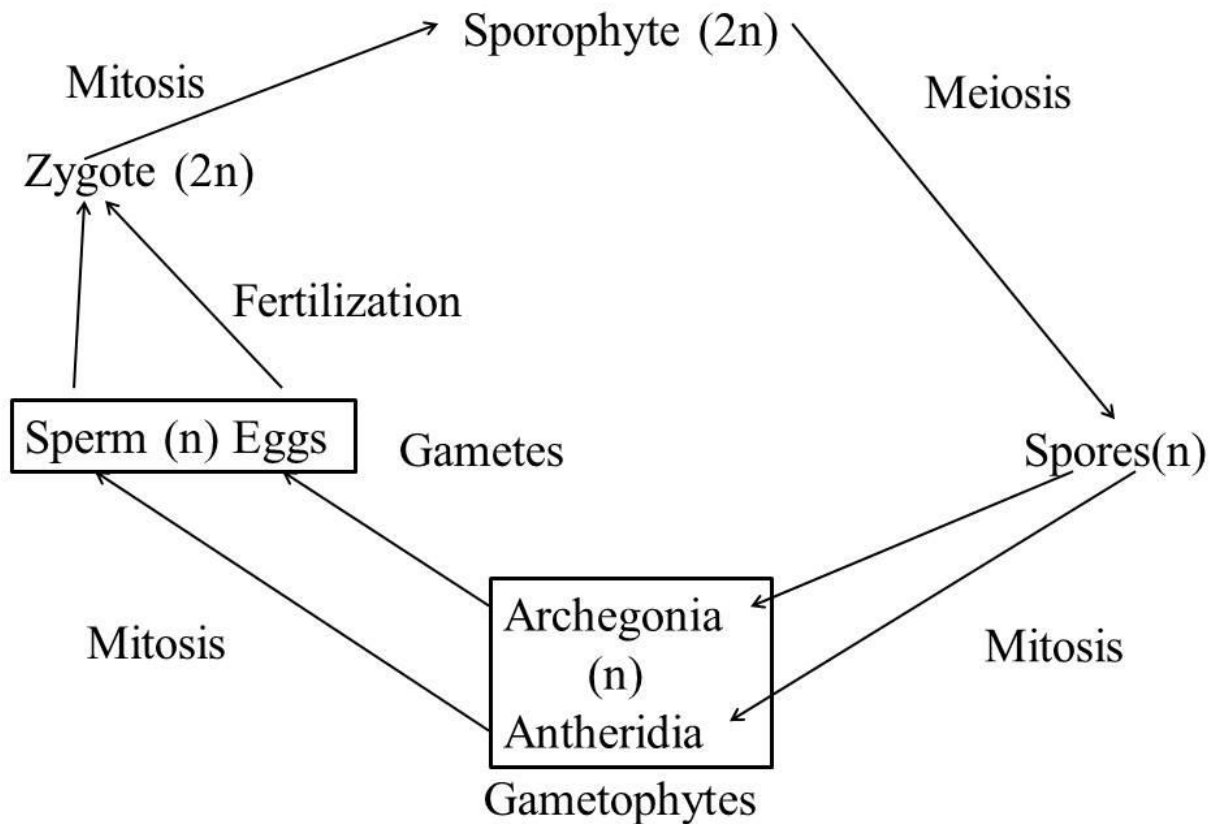 Sporophyte (2n)
Mitosis
Meiosis
Zygote (2n)
Fertilization
Sperm (n) Eggs
Gametes
Spores(n)
Archegonia
(n)
Antheridia
Mitosis
Mitosis
Gametophytes